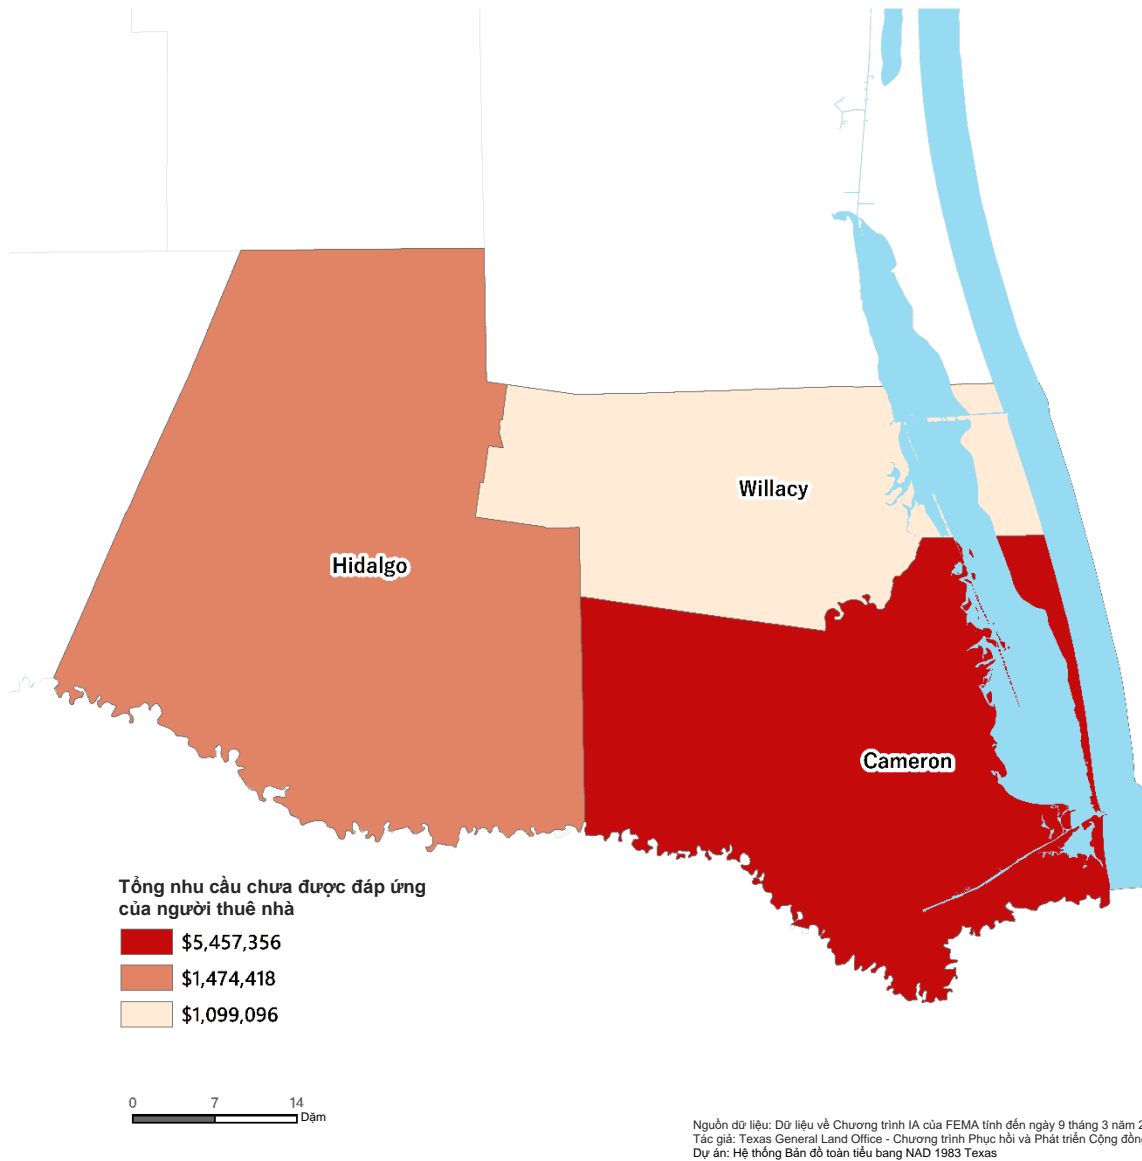 Willacy
Hidalgo
Cameron
Tổng nhu cầu chưa được đáp ứng
của người thuê nhà
$5,457,356
$1,474,418
$1,099,096
0 7 14
Dặm
Nguồn dữ liệu: Dữ liệu về Chương trình IA của FEMA tính đến ngày 9 tháng 3 năm 2
Tác giả: Texas General Land Office - Chương trình Phục hồi và Phát triển Cộng đồng
Dự án: Hệ thống Bản đồ toàn tiểu bang NAD 1983 Texas